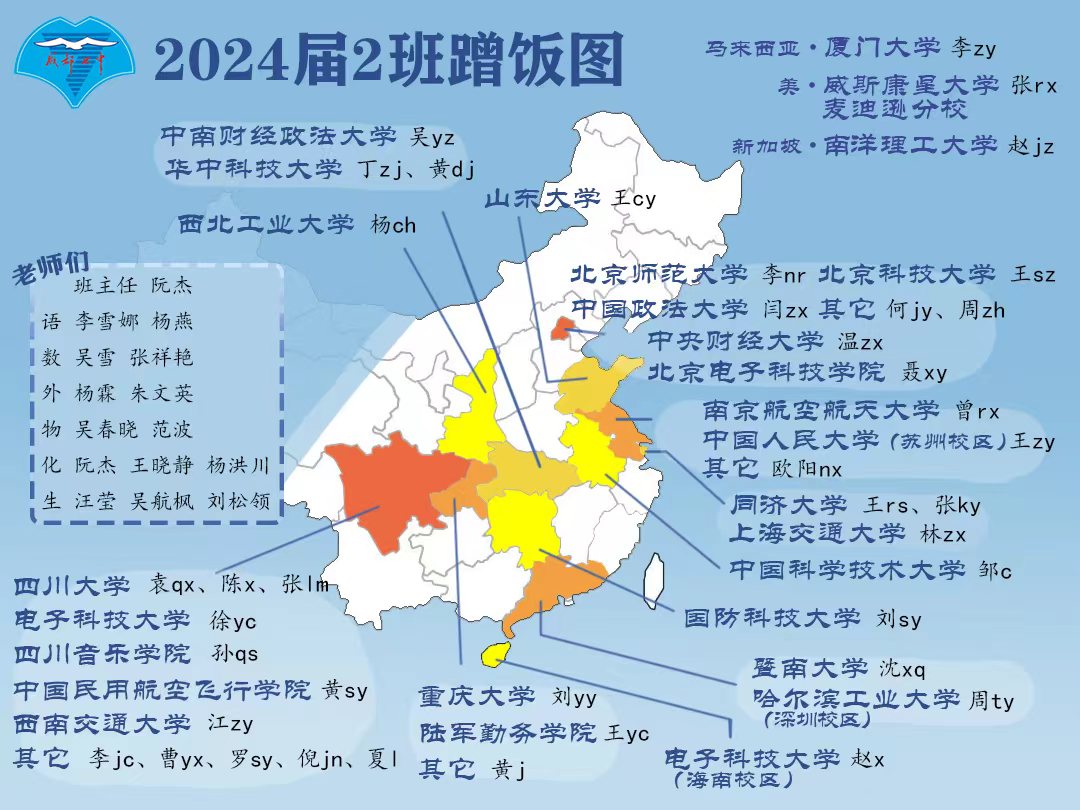 成都七中
2024届2班蹭饭图
马来西亚·厦门大学 李zy
美·威斯康星大学 张rx
麦迪逊分校
新加坡·南洋理工大学 赵jz
中南财经政法大学 吴yz
华中科技大学 丁zj、黄dj
山东大学 王cy
西北工业大学 杨ch
老师们
班主任 阮杰
语 李雪娜 杨燕
数 吴雪 张祥艳
外 杨霖 朱文英
物 吴春晓 范波
化 阮杰 王晓静 杨洪川
生 汪莹 吴航枫 刘松领
北京师范大学 李nr 北京科技大学 王sz
中国政法大学 闫zx 其它 何jy、周zh
中央财经大学 温zx
北京电子科技学院 聂xy
南京航空航天大学 曾rx
中国人民大学(苏州校区)王zy
其它 欧阳nx
同济大学 王rs、张ky
上海交通大学 林zx
中国科学技术大学 邹c
国防科技大学 刘sy
暨南大学 沈xq
哈尔滨工业大学 周ty
(深圳校区)
电子科技大学 赵x
(海南校区)
四川大学 袁qx、陈x、张lm
电子科技大学 徐yc
四川音乐学院 孙qs
中国民用航空飞行学院 黄sy
西南交通大学 江zy
其它 李jc、曹yx、罗sy、倪jn、夏l
重庆大学 刘yy
陆军勤务学院 王yc
其它 黄j